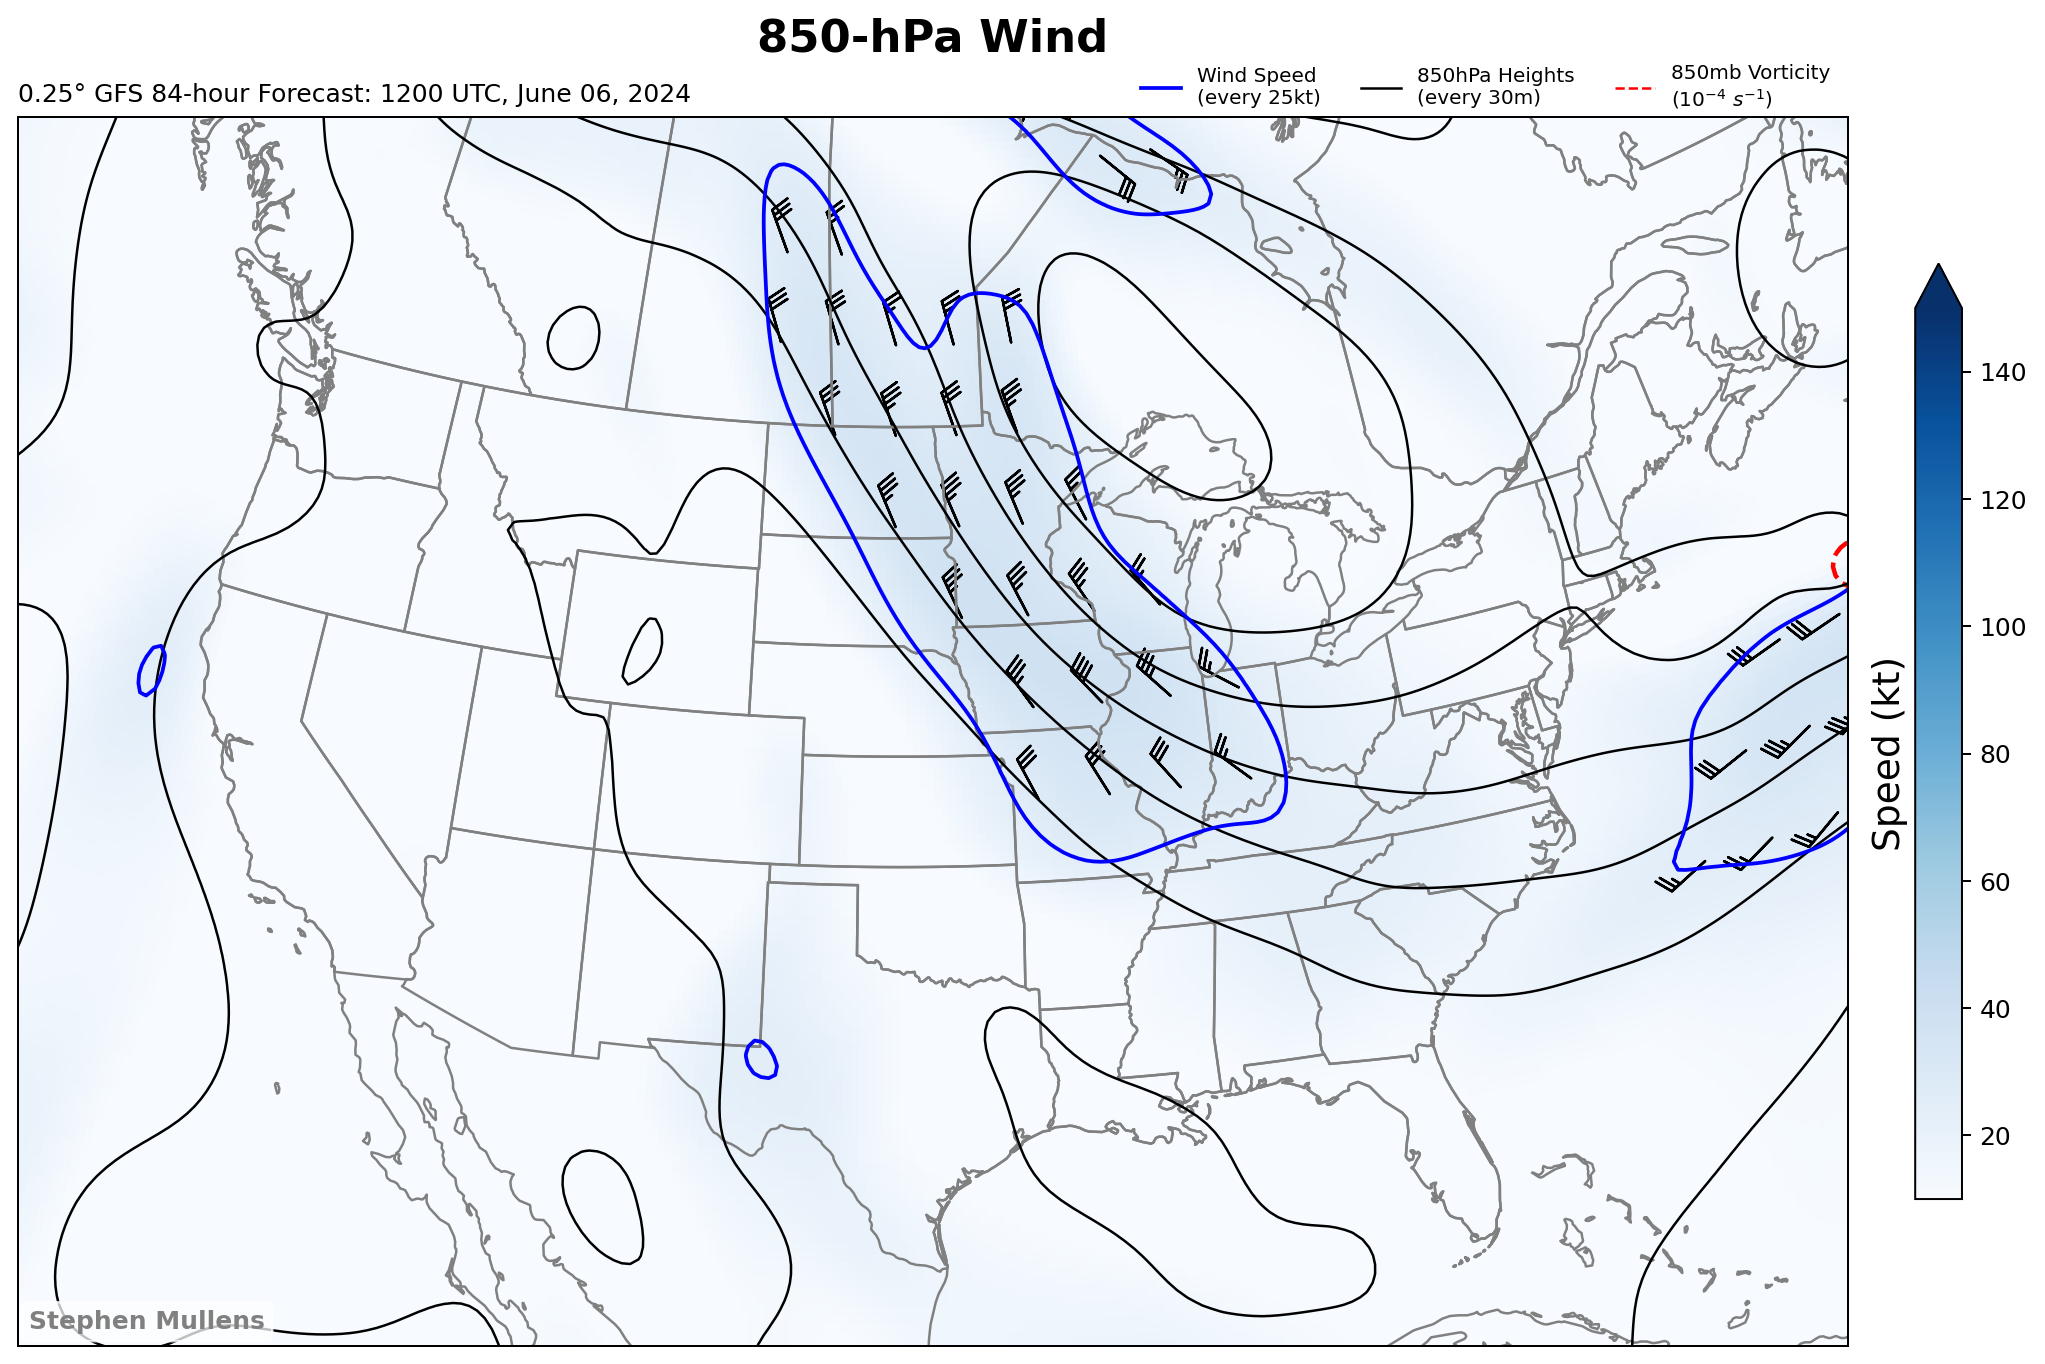 850-hPa Wind
0.25° GFS 84-hour Forecast: 1200 UTC, June 06, 2024
Wind Speed
(every 25kt)
850hPa Heights
(every 30m)
850mb Vorticity
(10⁻⁴ s⁻¹)
140
120
100
80
60
40
20
Speed (kt)
Stephen Mullens